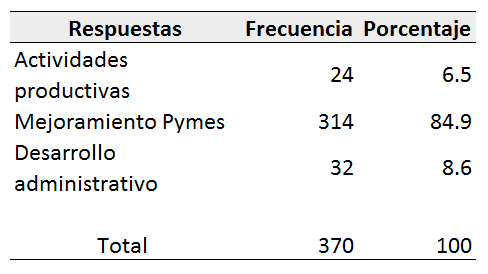 Respuestas Frecuencia Porcentaje
Actividades
productivas 24 6.5
Mejoramiento Pymes 314 84.9
Desarrollo
administrativo 32 8.6
Total 370 100